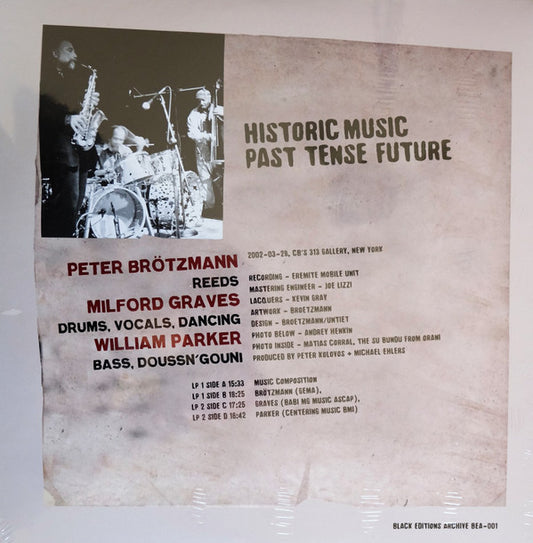 HISTORIC MUSIC
PAST TENSE FUTURE
2002-03-29, CB'S 313 GALLERY, NEW YORK
PETER BRÖTZMANN
REEDS
MILFORD GRAVES
DRUMS, VOCALS, DANCING
WILLIAM PARKER
BASS, DOUSSN'GOUNI
RECORDING - EREMITE MOBILE UNIT
MASTERING ENGINEER - JOE LIZZI
LACQUERS - KEVIN GRAY
ARTWORK - BROETZMANN
DESIGN - BROETZMANN/UNTIET
PHOTO BELOW - ANDREY HENKIN
PHOTO INSIDE - MATIAS CORRAL, THE SU BUNDU FROM ORANI
PRODUCED BY PETER KOLOVOS + MICHAEL EHLERS
LP 1 SIDE A 15:33
LP 1 SIDE B 18:25
LP 2 SIDE C 17:25
LP 2 SIDE D 16:42
MUSIC COMPOSITION
BRÖTZMANN (GEMA),
GRAVES (BABI MG MUSIC ASCAP),
PARKER (CENTERING MUSIC BMI)
BLACK EDITIONS ARCHIVE BEA-001